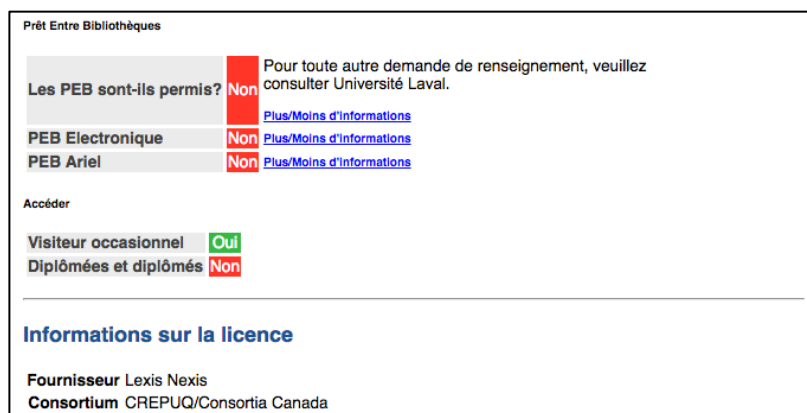 Prêt Entre Bibliothèques
Les PEB sont-ils permis? Non Pour toute autre demande de renseignement, veuillez
consulter Université Laval.
Plus/Moins d'informations
PEB Electronique Non Plus/Moins d'informations
PEB Ariel Non Plus/Moins d'informations
Accéder
Visiteur occasionnel Oui
Diplômées et diplômés Non
Informations sur la licence
Fournisseur Lexis Nexis
Consortium CREPUQ/Consortia Canada